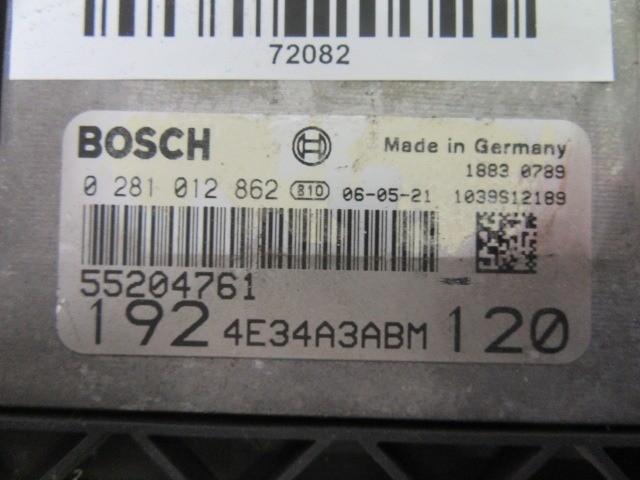 72082
BOSCH Made in Germany
1883 0789
0 281 012 862 810 06-05-21 1039S12189
55204761
192 4E34A3ABM 120